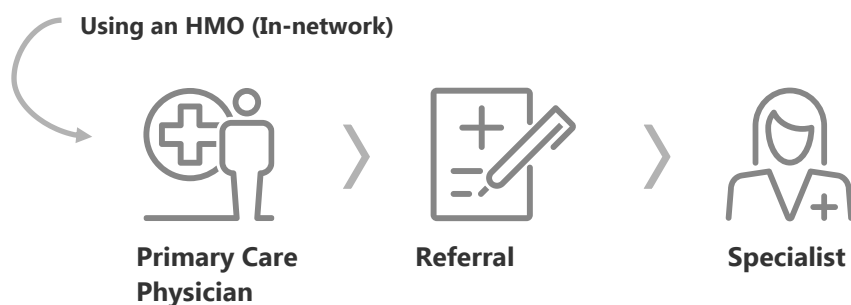 Using an HMO (In-network)
Primary Care
Physician
Referral
Specialist